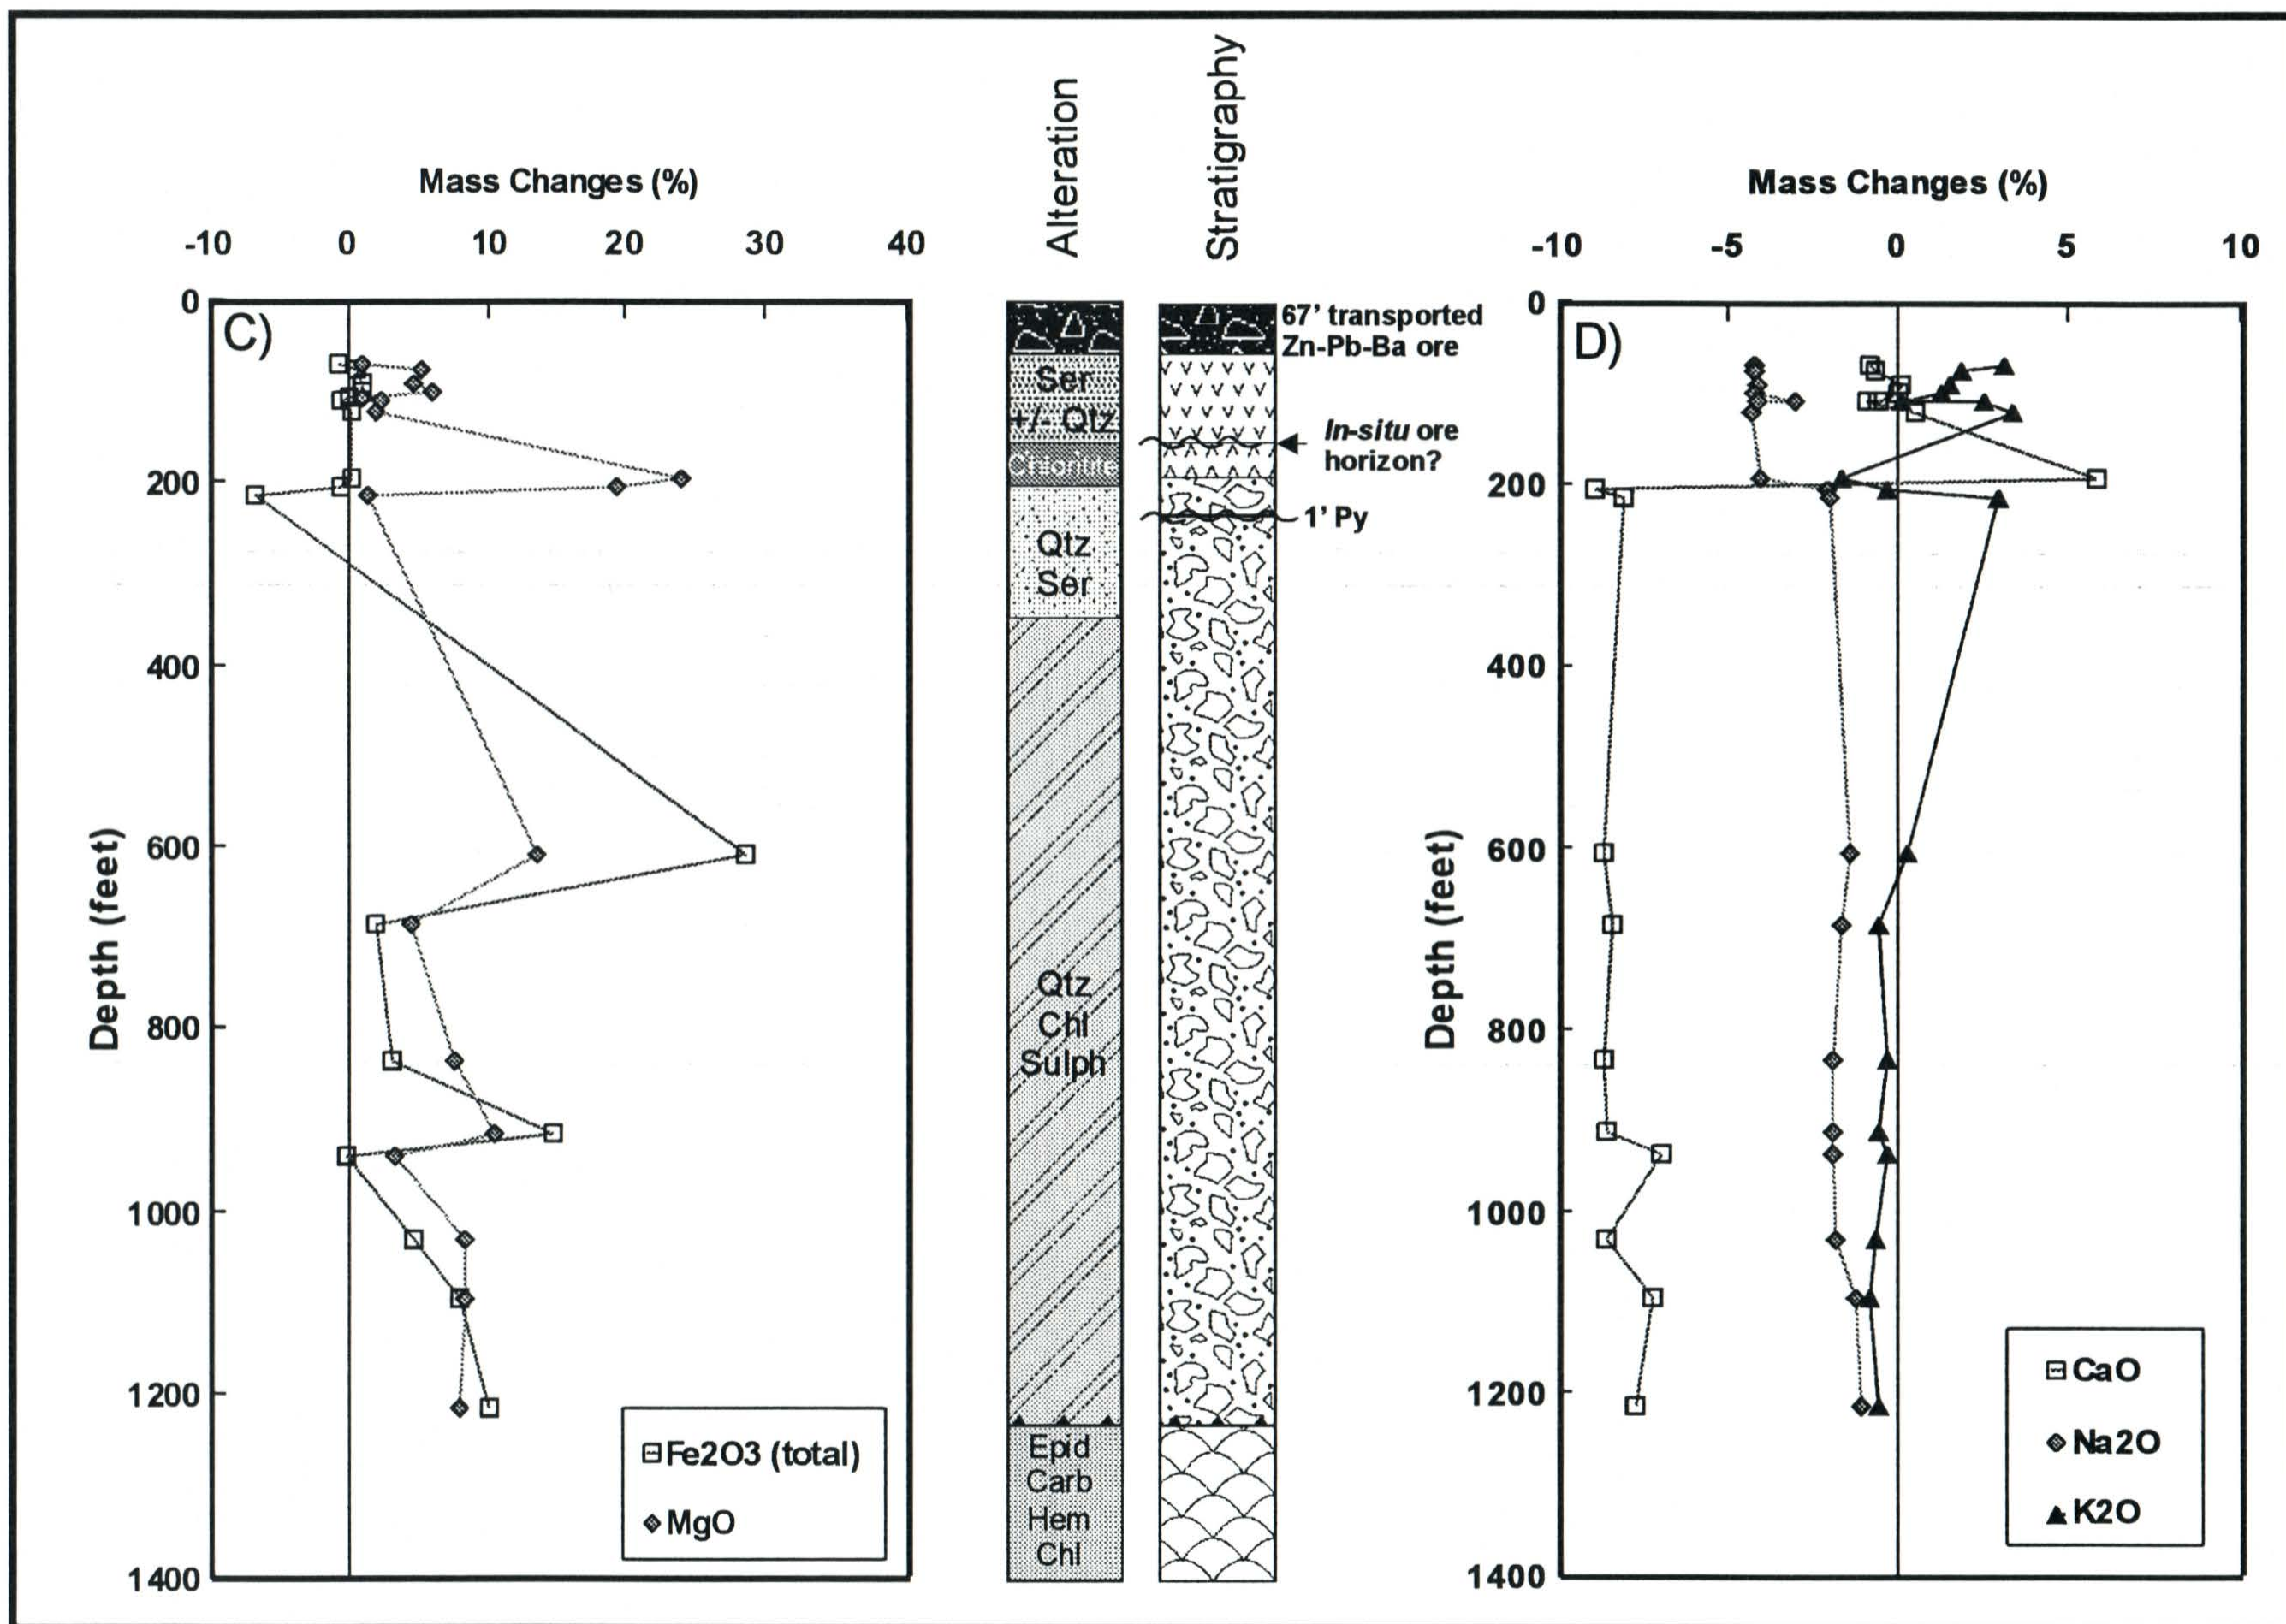 Mass Changes (%)
-10 0 10 20 30 40
C)
Depth (feet)
0
200
400
600
800
1000
1200
1400
Fe2O3 (total)
MgO
Alteration
Stratigraphy
Ser
+/- Qtz
Chloritite
Qtz
Ser
Qtz
Chl
Sulph
Epid
Carb
Hem
Chl
67' transported
Zn-Pb-Ba ore
In-situ ore
horizon?
1' Py
Mass Changes (%)
-10 -5 0 5 10
D)
Depth (feet)
0
200
400
600
800
1000
1200
1400
CaO
Na2O
K2O